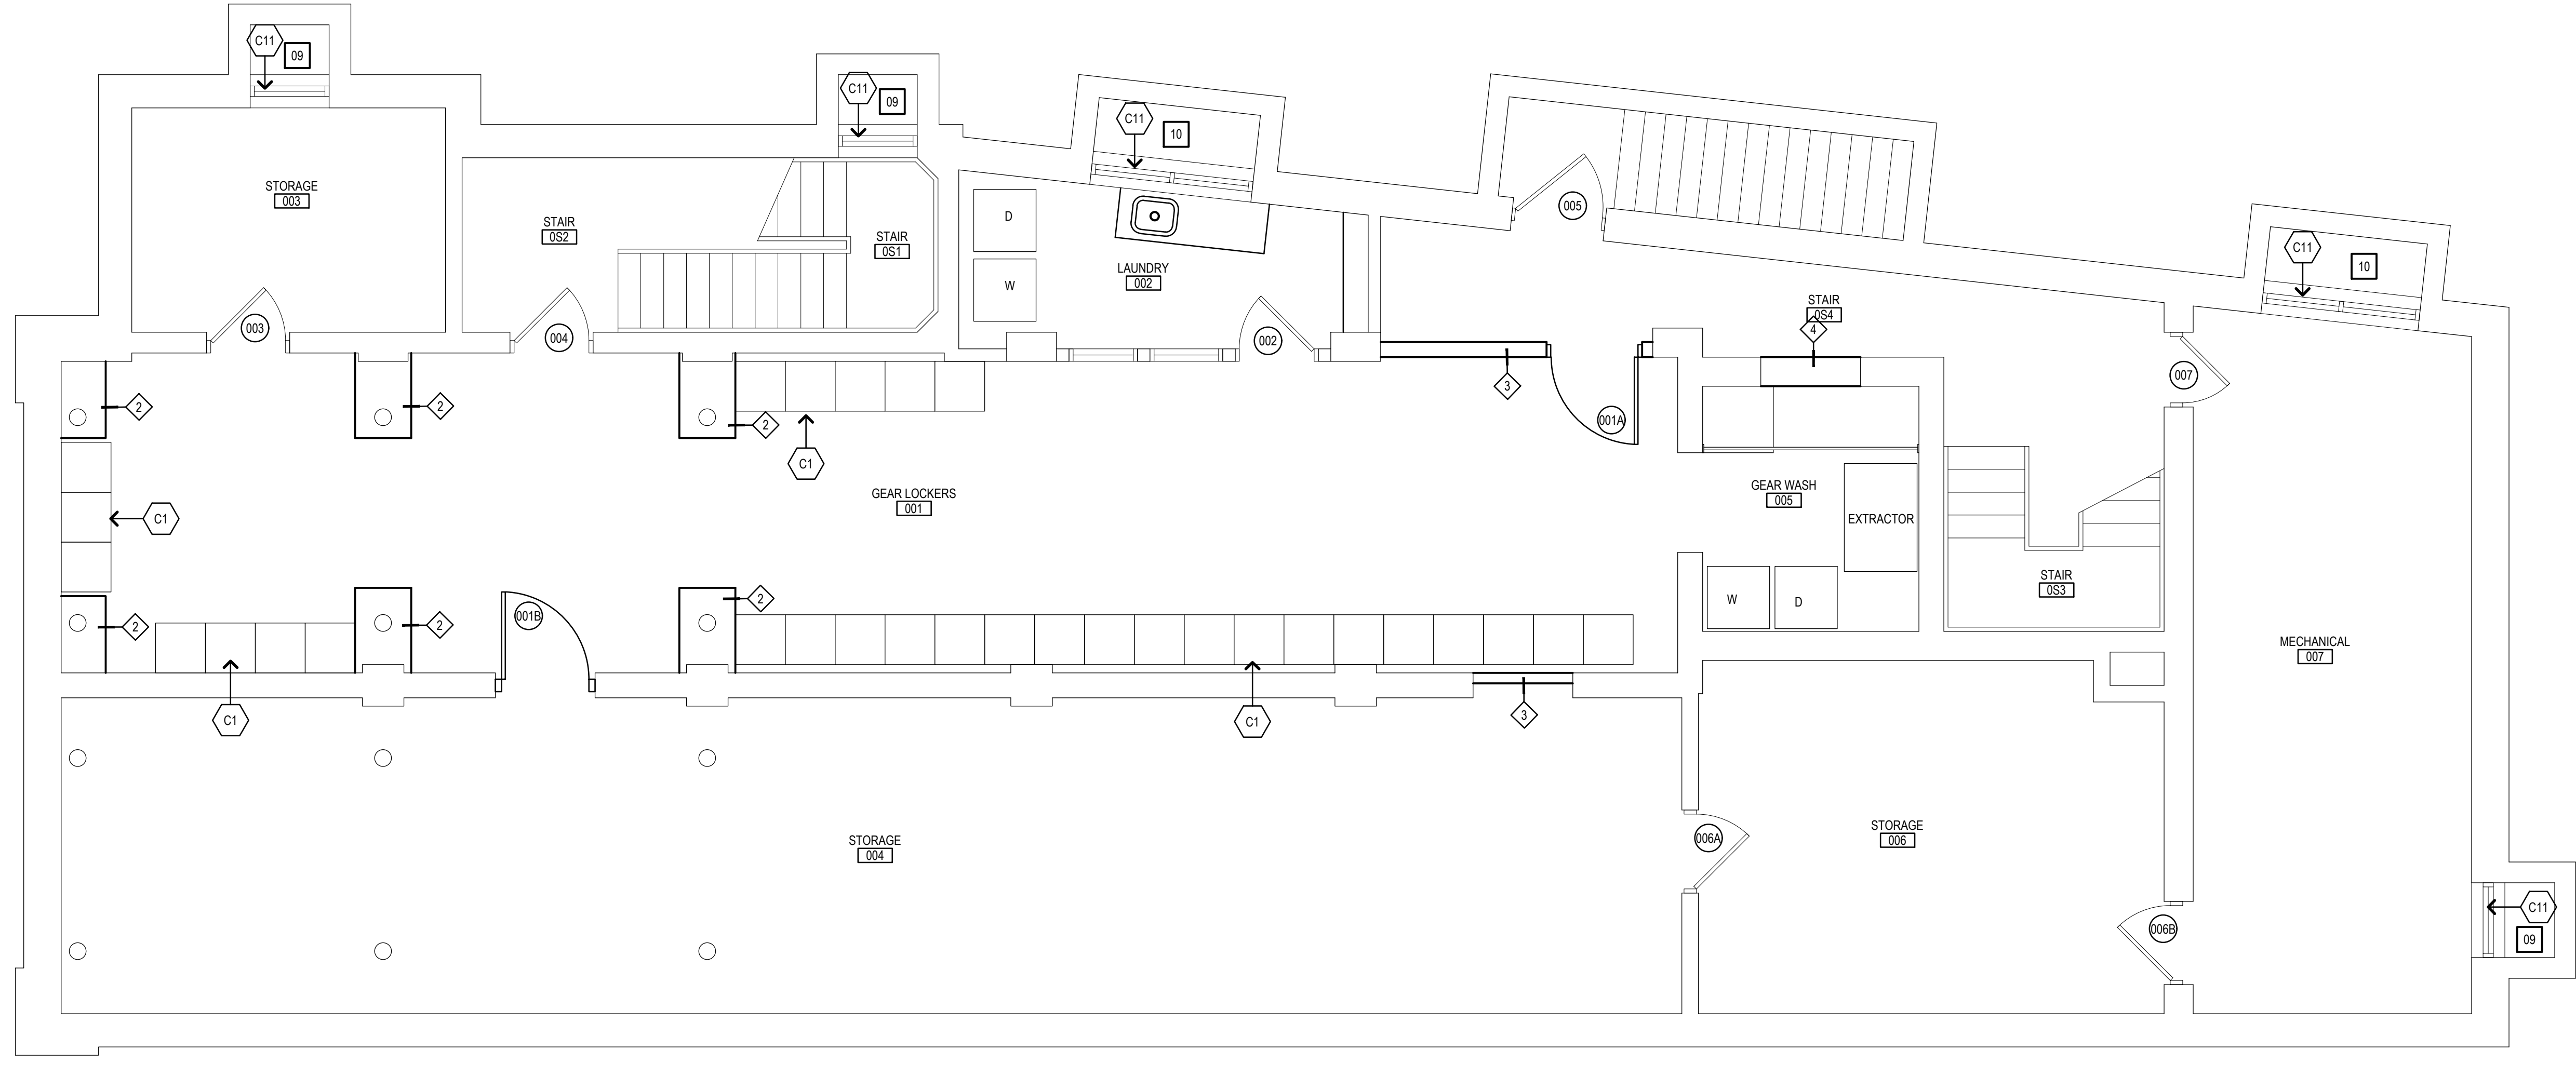 C11
09
C11
09
C11
10
STORAGE
003
STAIR
0S2
STAIR
0S1
D
W
LAUNDRY
002
005
C11
10
STAIR
0S4
4
003
004
002
3
007
2
2
2
001A
C1
C1
GEAR LOCKERS
001
GEAR WASH
005
EXTRACTOR
STAIR
0S3
W
D
2
2
001B
2
MECHANICAL
007
C1
C1
3
STORAGE
004
006A
STORAGE
006
006B
C11
09